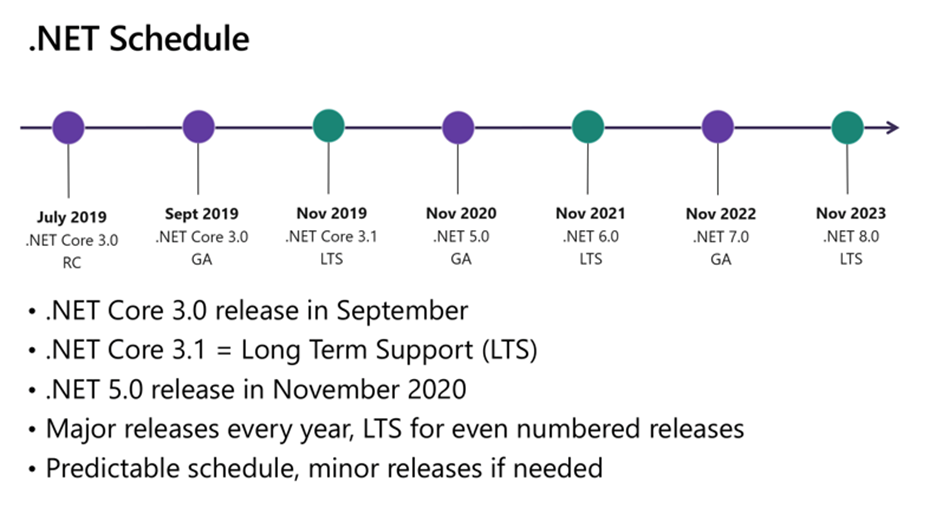 .NET Schedule
July 2019
.NET Core 3.0
RC
Sept 2019
.NET Core 3.0
GA
Nov 2019
.NET Core 3.1
LTS
Nov 2020
.NET 5.0
GA
Nov 2021
.NET 6.0
LTS
Nov 2022
.NET 7.0
GA
Nov 2023
.NET 8.0
LTS
• .NET Core 3.0 release in September
• .NET Core 3.1 = Long Term Support (LTS)
• .NET 5.0 release in November 2020
• Major releases every year, LTS for even numbered releases
• Predictable schedule, minor releases if needed